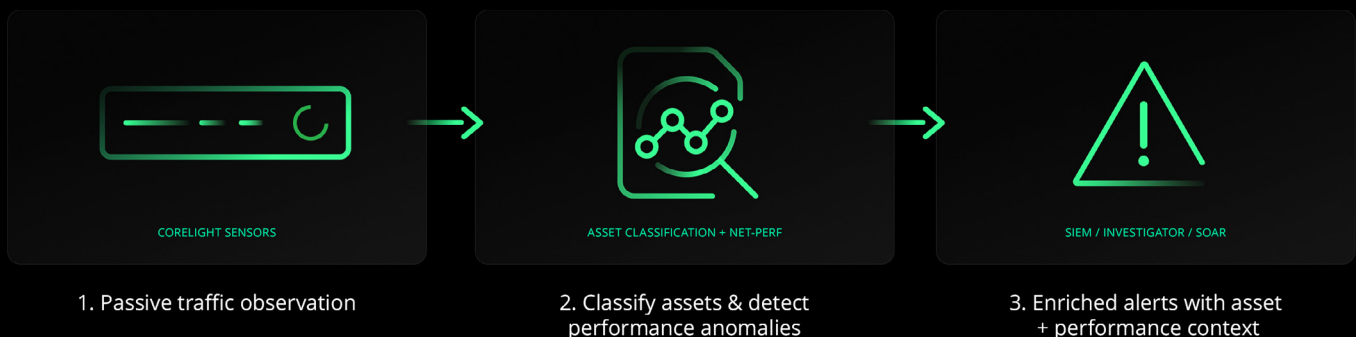 CORELIGHT SENSORS
1. Passive traffic observation
ASSET CLASSIFICATION + NET-PERF
2. Classify assets & detect
performance anomalies
SIEM / INVESTIGATOR / SOAR
3. Enriched alerts with asset
+ performance context